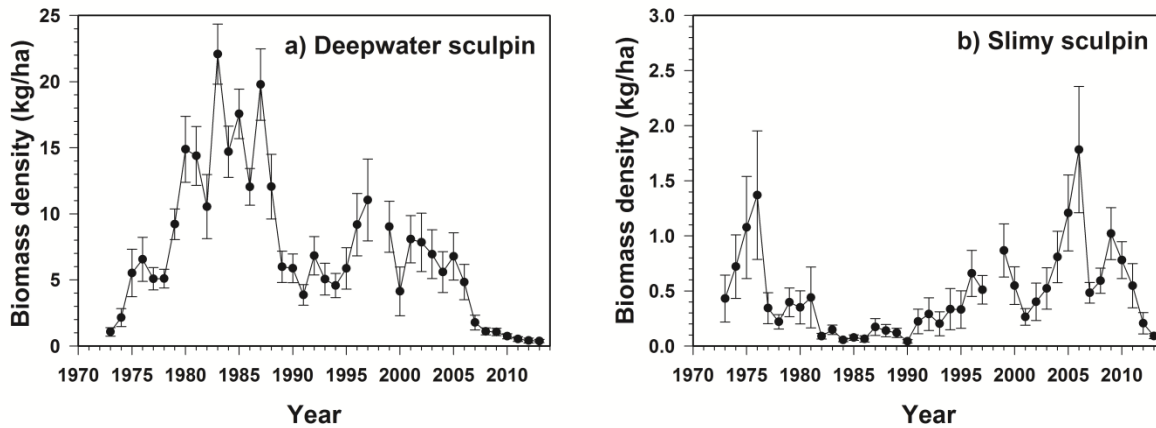 a) Deepwater sculpin
Biomass density (kg/ha)
25
20
15
10
5
0
1970 1975 1980 1985 1990 1995 2000 2005 2010
Year
b) Slimy sculpin
Biomass density (kg/ha)
3.0
2.5
2.0
1.5
1.0
0.5
0.0
1970 1975 1980 1985 1990 1995 2000 2005 2010
Year